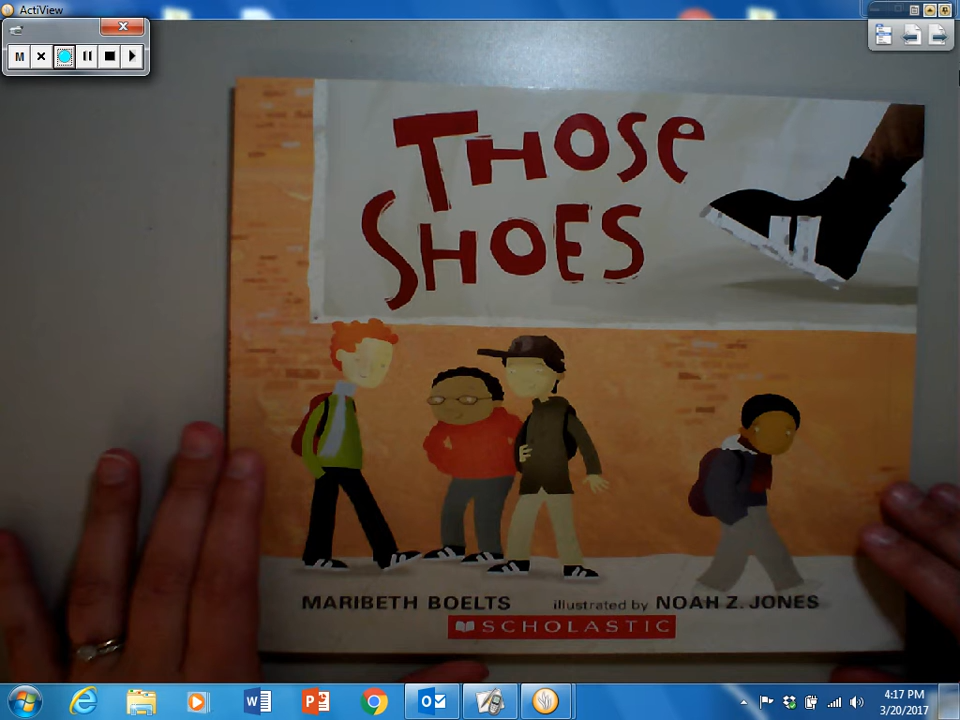 ActiView
M
THOSE
SHOES
MARIBETH BOELTS illustrated by NOAH Z. JONES
SCHOLASTIC
4:17 PM
3/20/2017